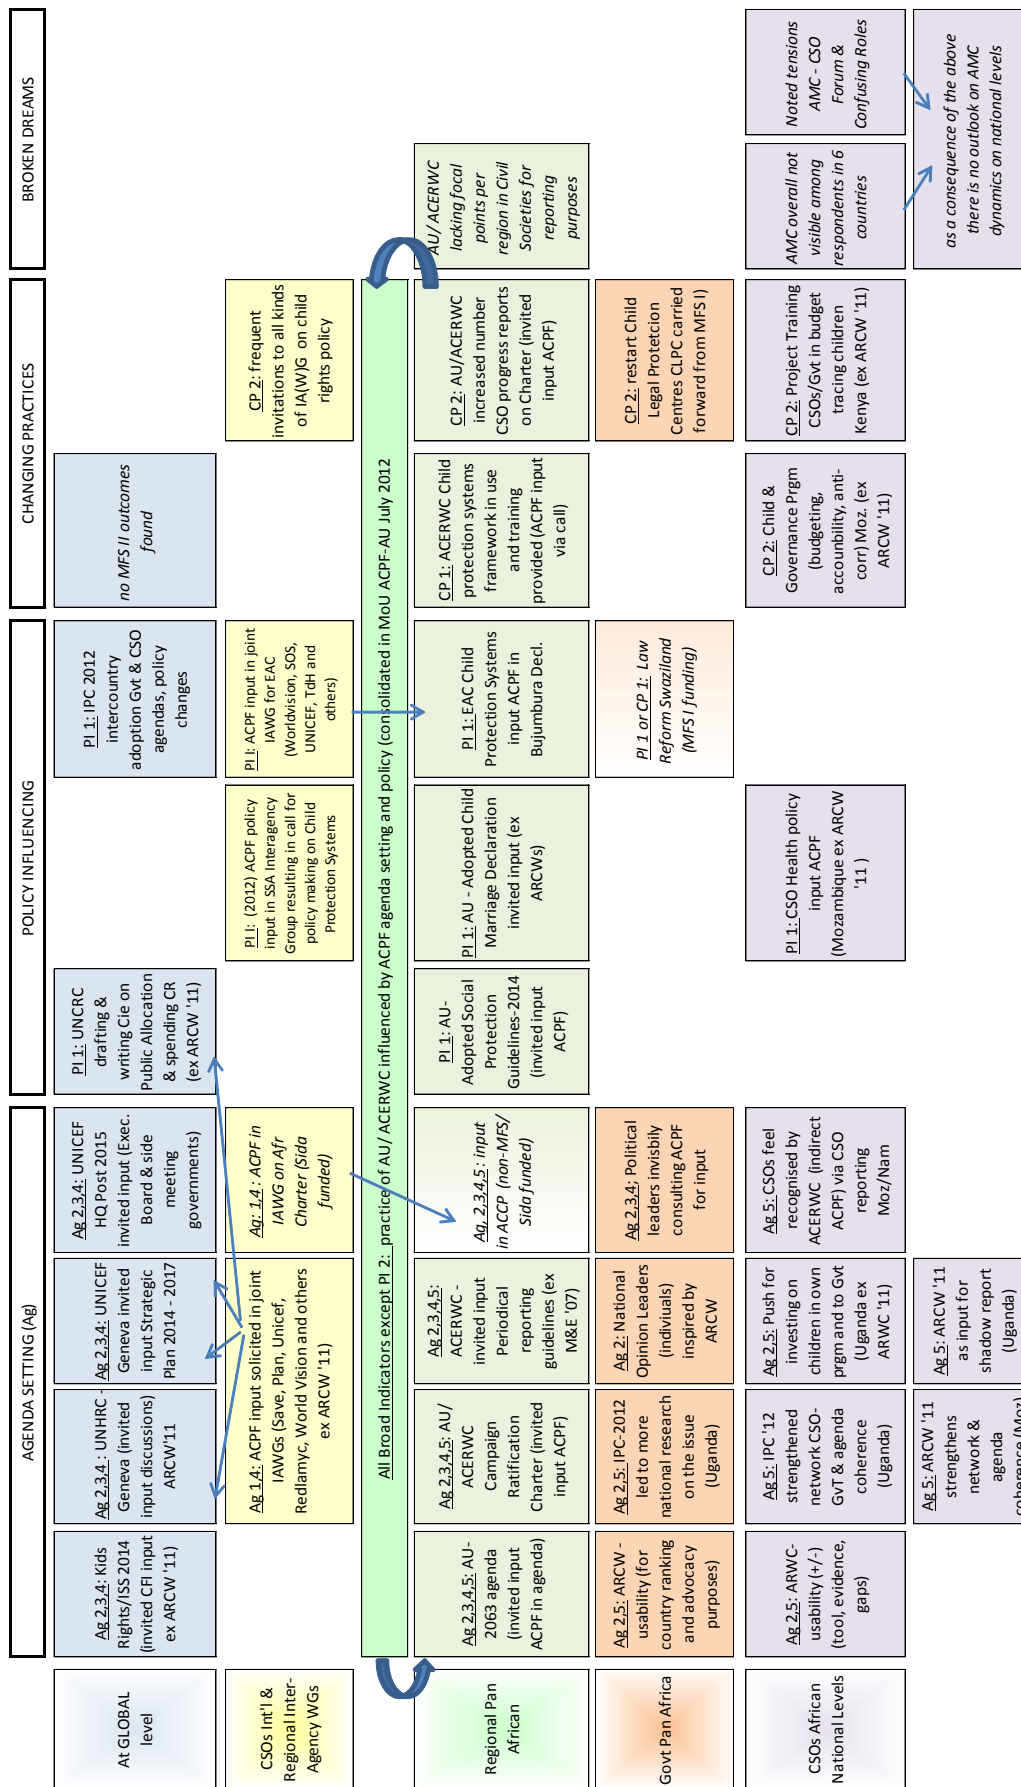 AGENDA SETTING (Ag)
POLICY INFLUENCING
CHANGING PRACTICES
BROKEN DREAMS
At GLOBAL
level
Ag 2,3,4: Kids
Rights/ISS 2014
(invited CFI input
ex ARCW '11)
Ag 2,3,4 : UNHRC -
Geneva (invited
input discussions)
ARCW'11
Ag 2,3,4: UNICEF
Geneva invited
input Strategic
Plan 2014 - 2017
Ag 2,3,4: UNICEF
HQ Post 2015
invited input (Exec.
Board & side
meeting
governments)
PI 1: UNCRC
drafting &
writing Cie on
Public Allocation
& spending CR
(ex ARCW '11)
PI 1: IPC 2012
intercountry
adoption Gvt & CSO
agendas, policy
changes
no MFS II outcomes
found
CSOs Int'l &
Regional Inter-
Agency WGs
Ag 1,4: ACPF input solicited in joint
IAWGs (Save, Plan, Unicef,
Redlamyc, World Vision and others
ex ARCW '11)
Ag: 1,4 : ACPF in
IAWG on Afr
Charter (Sida
funded)
PI I: (2012) ACPF policy
input in SSA Interagency
Group resulting in call for
policy making on Child
Protection Systems
PI I: ACPF input in joint
IAWG for EAC
(Worldvision, SOS,
UNICEF, TdH and
others)
CP 2: frequent
invitations to all kinds
of IA(W)G on child
rights policy
All Broad Indicators except PI 2: practice of AU/ ACERWC influenced by ACPF agenda setting and policy (consolidated in MoU ACPF-AU July 2012
Regional Pan
African
Ag 2,3,4,5: AU-
2063 agenda
(invited input
ACPF in agenda)
Ag 2,3,4,5: AU/
ACERWC
Campaign
Ratification
Charter (invited
input ACPF)
Ag 2,3,4,5:
ACERWC -
invited input
Periodical
reporting
guidelines (ex
M&E '07)
Ag, 2,3,4,5 : input
in ACCP (non-MFS/
Sida funded)
PI 1: AU-
Adopted Social
Protection
Guidelines-2014
(invited input
ACPF)
PI 1: AU - Adopted Child
Marriage Declaration
invited input (ex
ARCWs)
PI 1: EAC Child
Protection Systems
input ACPF in
Bujumbura Decl.
CP 1: ACERWC Child
protection systems
framework in use
and training
provided (ACPF input
via call)
CP 2: AU/ACERWC
increased number
CSO progress reports
on Charter (invited
input ACPF)
AU/ ACERWC
lacking focal
points per
region in Civil
Societies for
reporting
purposes
Govt Pan Africa
Ag 2,5: ARCW -
usability (for
country ranking
and advocacy
purposes)
Ag 2,5: IPC-2012
led to more
national research
on the issue
(Uganda)
Ag 2: National
Opinion Leaders
(indiviuals)
inspired by
ARCW
Ag 2,3,4; Political
leaders invisibly
consulting ACPF
for input
PI 1 or CP 1: Law
Reform Swaziland
(MFS I funding)
CP 2: restart Child
Legal Protetcion
Centres CLPC carried
forward from MFS I)
CSOs African
National Levels
Ag 2,5: ARWC-
usability (+/-)
(tool, evidence,
gaps)
Ag 5: IPC '12
strengthened
network CSO-
GvT & agenda
coherence
(Uganda)
Ag 2,5: Push for
investing on
children in own
prgm and to Gvt
(Uganda ex
ARWC '11)
Ag 5: CSOs feel
recognised by
ACERWC (indirect
ACPF) via CSO
reporting
Moz/Nam
PI 1: CSO Health policy
input ACPF
(Mozambique ex ARCW
'11 )
CP 2: Child &
Governance Prgm
(budgeting,
accounbility, anti-
corr) Moz. (ex
ARCW '11)
CP 2: Project Training
CSOs/Gvt in budget
tracing children
Kenya (ex ARCW '11)
AMC overall not
visible among
respondents in 6
countries
Noted tensions
AMC - CSO
Forum &
Confusing Roles
Ag 5: ARCW '11
strengthens
network &
agenda
coherence (Moz)
Ag 5: ARCW '11
as input for
shadow report
(Uganda)
as a consequence of the above
there is no outlook on AMC
dynamics on national levels